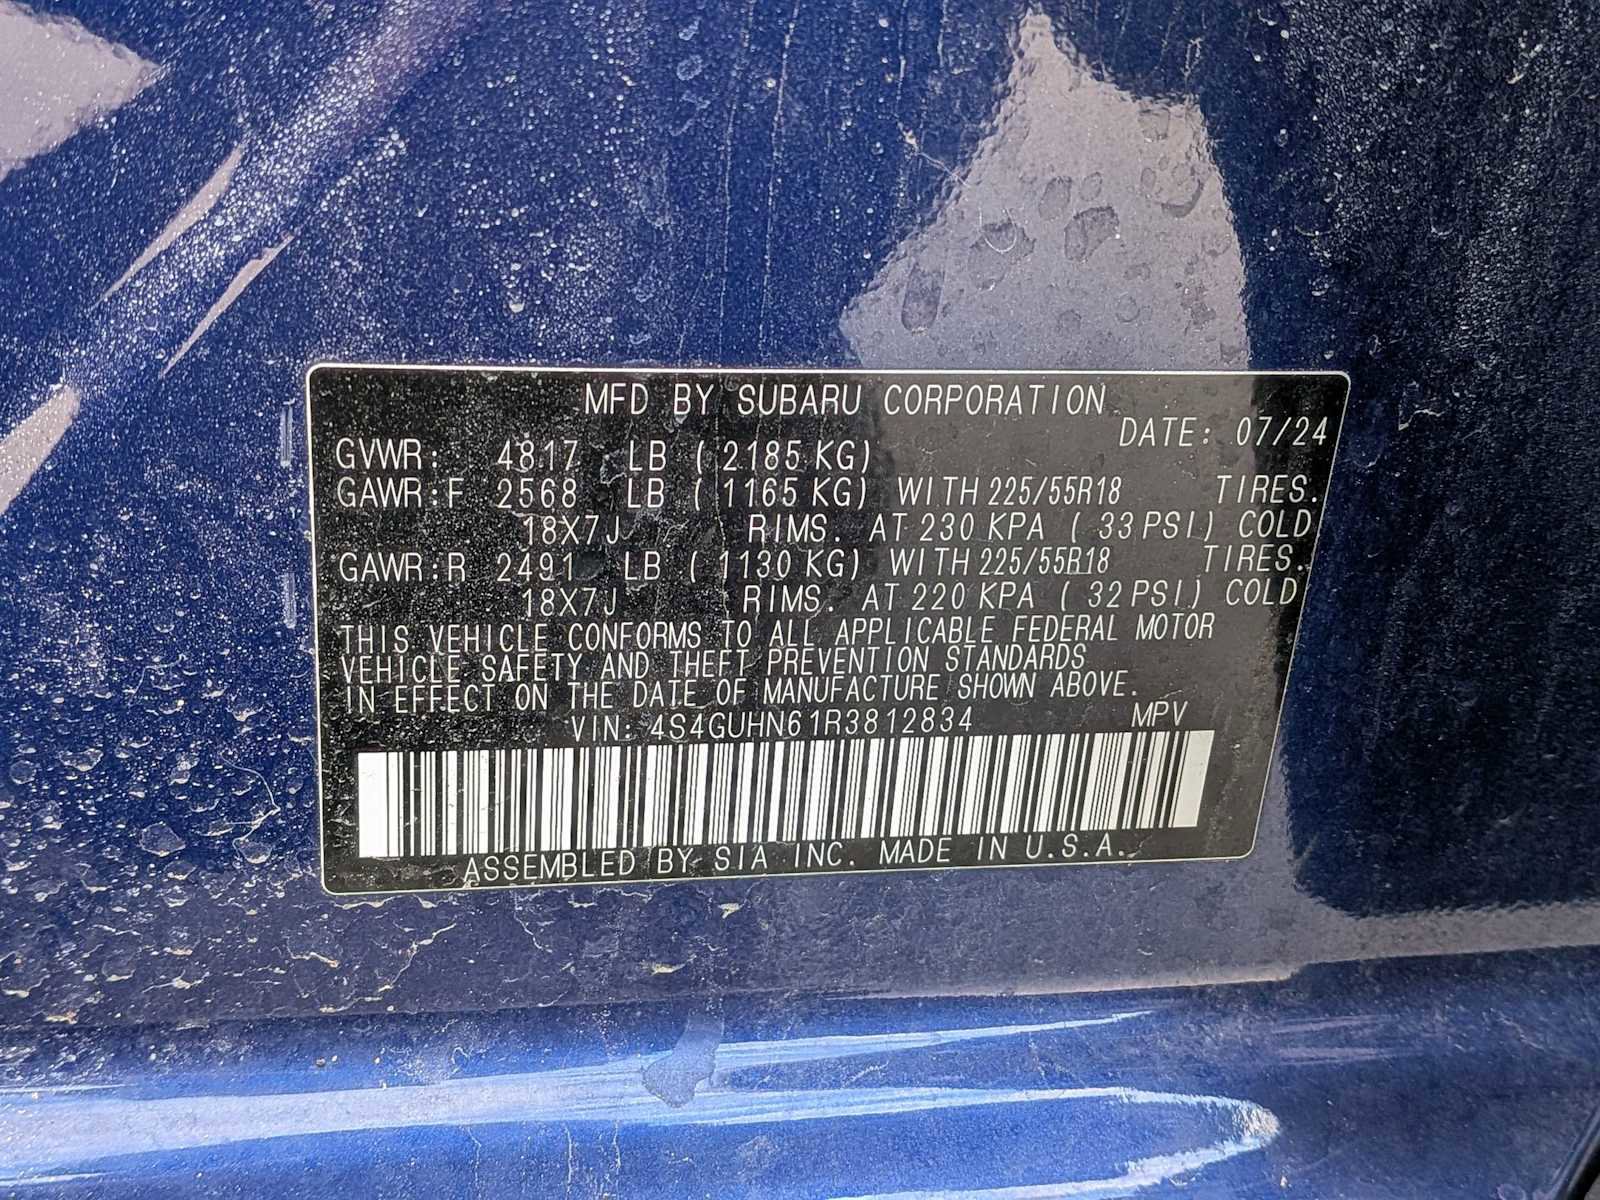 MFD BY SUBARU CORPORATION
DATE: 07/24
GVWR: 4817 LB ( 2185 KG)
GAWR:F 2568 LB ( 1165 KG) WITH 225/55R18 TIRES.
18X7J RIMS. AT 230 KPA ( 33 PSI) COLD
GAWR:R 2491 LB ( 1130 KG) WITH 225/55R18 TIRES.
18X7J RIMS. AT 220 KPA ( 32 PSI) COLD
THIS VEHICLE CONFORMS TO ALL APPLICABLE FEDERAL MOTOR
VEHICLE SAFETY AND THEFT PREVENTION STANDARDS
IN EFFECT ON THE DATE OF MANUFACTURE SHOWN ABOVE.
VIN: 4S4GUHN61R3812834 MPV
ASSEMBLED BY SIA INC. MADE IN U.S.A.